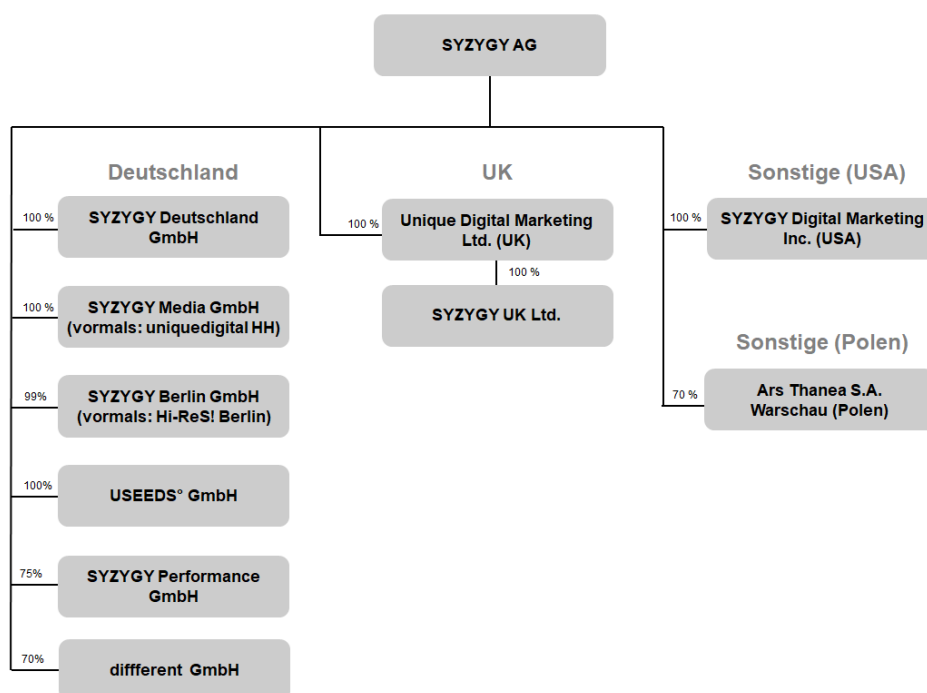 SYZYGY AG
Deutschland
100 %
SYZYGY Deutschland
GmbH
100 %
SYZYGY Media GmbH
(vormals: uniquedigital HH)
99%
SYZYGY Berlin GmbH
(vormals: Hi-ReS! Berlin)
100%
USEEDS° GmbH
75%
SYZYGY Performance
GmbH
70%
diffferent GmbH
UK
100 %
Unique Digital Marketing
Ltd. (UK)
100 %
SYZYGY UK Ltd.
Sonstige (USA)
100 %
SYZYGY Digital Marketing
Inc. (USA)
Sonstige (Polen)
70 %
Ars Thanea S.A.
Warschau (Polen)